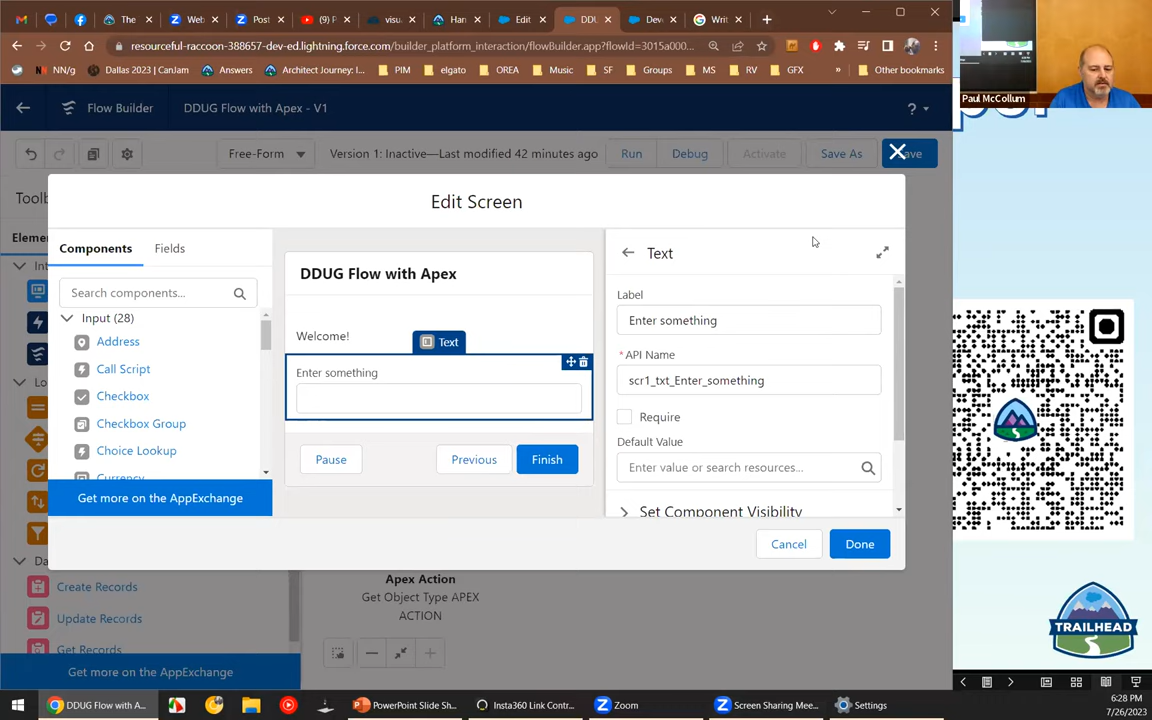 The
Web
Post
(9) P
visu
Har
Edit
DDU
Dev
Writ
resourceful-raccoon-388657-dev-ed.lightning.force.com/builder_platform_interaction/flowBuilder.app?flowId=3015a000...
NN/g
Dallas 2023 | CanJam
Answers
Architect Journey: I...
PIM
elgato
OREA
Music
SF
Groups
MS
RV
GFX
»
Other bookmarks
Paul McCollum
Flow Builder
DDUG Flow with Apex - V1
?
Free-Form
Version 1: Inactive—Last modified 42 minutes ago
Run
Debug
Activate
Save As
Edit Screen
Components
Fields
Search components...
Input (28)
Address
Call Script
Checkbox
Checkbox Group
Choice Lookup
Currency
Get more on the AppExchange
DDUG Flow with Apex
Welcome!
Text
Enter something
Pause
Previous
Finish
Text
Label
Enter something
* API Name
scr1_txt_Enter_something
Require
Default Value
Enter value or search resources...
Set Component Visibility
Cancel
Done
Create Records
Update Records
Get Records
Get more on the AppExchange
Apex Action
Get Object Type APEX
ACTION
TRAILHEAD
DDUG Flow with A...
PowerPoint Slide Sh...
Insta360 Link Contr...
Zoom
Screen Sharing Mee...
Settings
6:28 PM
7/26/2023